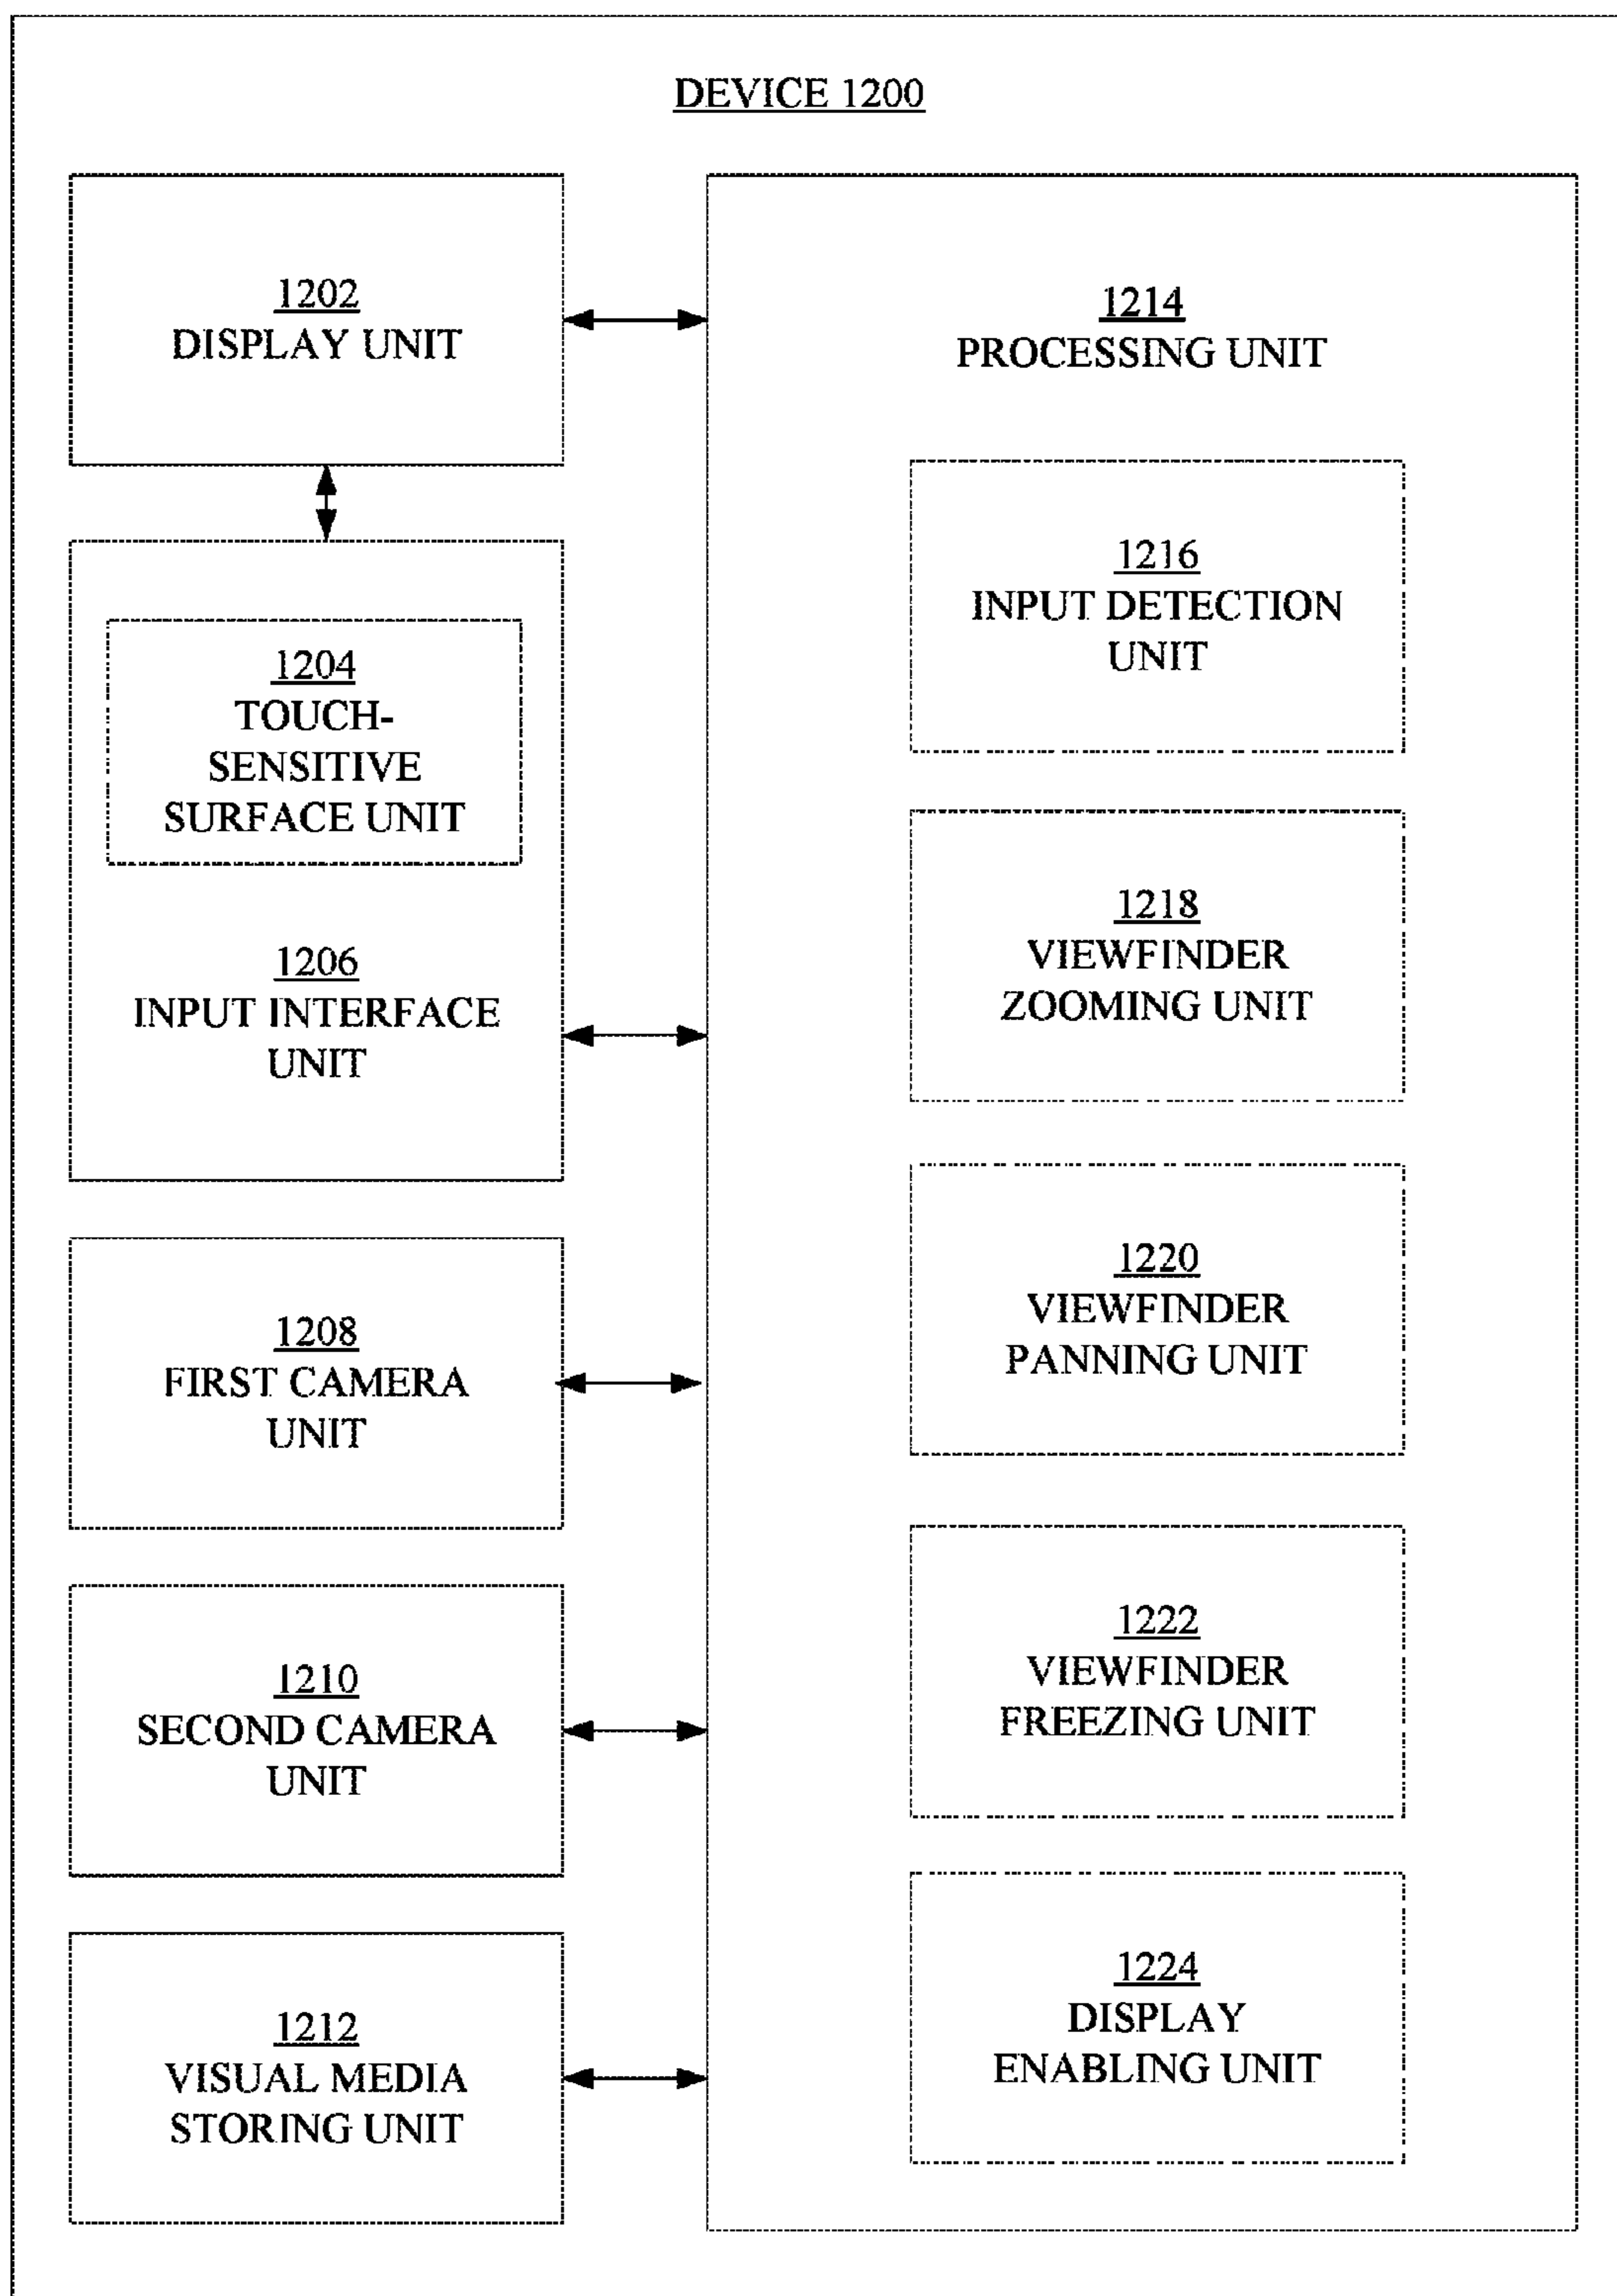 DEVICE 1200
1202
DISPLAY UNIT
1204
TOUCH-
SENSITIVE
SURFACE UNIT
1206
INPUT INTERFACE
UNIT
1208
FIRST CAMERA
UNIT
1210
SECOND CAMERA
UNIT
1212
VISUAL MEDIA
STORING UNIT
1214
PROCESSING UNIT
1216
INPUT DETECTION
UNIT
1218
VIEWFINDER
ZOOMING UNIT
1220
VIEWFINDER
PANNING UNIT
1222
VIEWFINDER
FREEZING UNIT
1224
DISPLAY
ENABLING UNIT